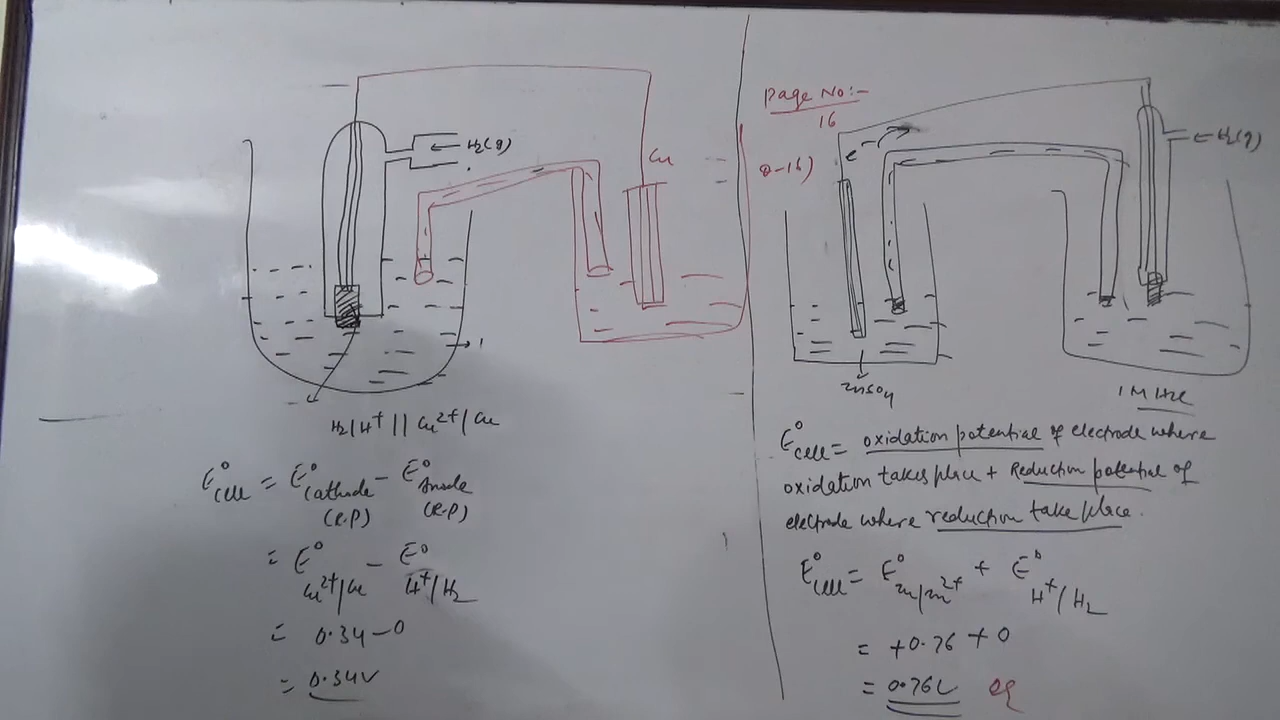 H2(g)
Cu
H2 | H+ || Cu2+ / Cu
E°cell = E°Cathode - E°Anode
(R.P) (R.P)
= E°Cu2+/Cu - E°H+/H2
= 0.34 - 0
= 0.34V
Page No:-
16
Q-16)
e-
H2(g)
ZnSO4
1 M HCl
E°cell = oxidation potential of electrode where
oxidation takes place + Reduction potential of
electrode where reduction take place.
E°cell = E°Zn/Zn2+ + E°H+/H2
= +0.76 + 0
= 0.76V